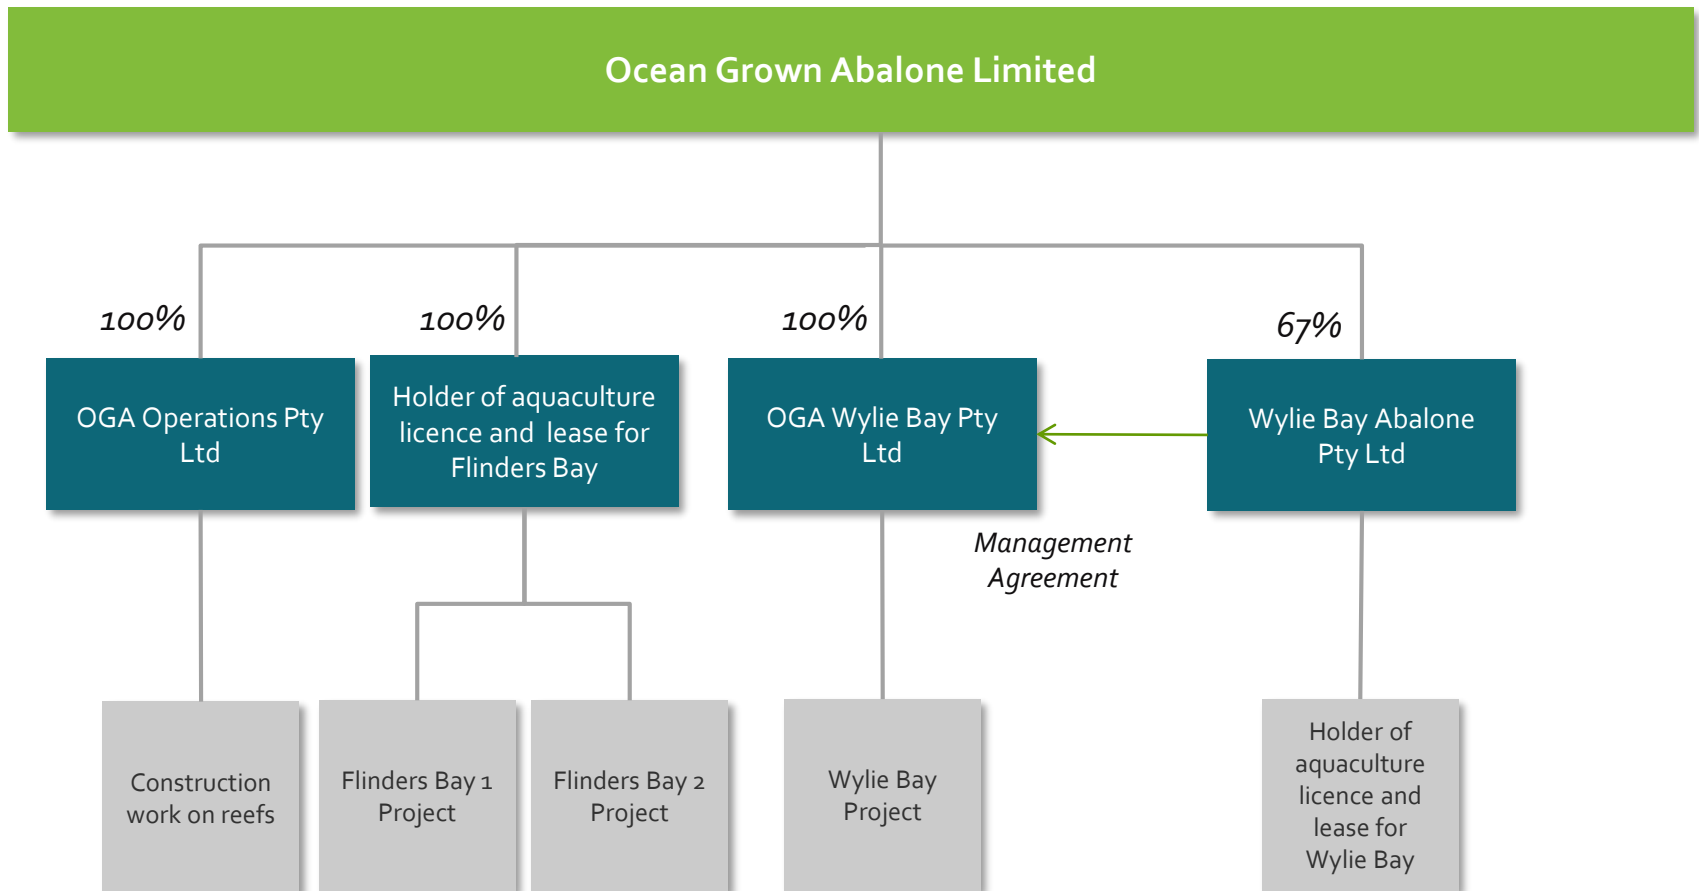 Ocean Grown Abalone Limited
100%
100%
100%
67%
OGA Operations Pty
Ltd
Holder of aquaculture
licence and lease for
Flinders Bay
OGA Wylie Bay Pty
Ltd
Wylie Bay Abalone
Pty Ltd
Management
Agreement
Construction
work on reefs
Flinders Bay 1
Project
Flinders Bay 2
Project
Wylie Bay
Project
Holder of
aquaculture
licence and
lease for
Wylie Bay